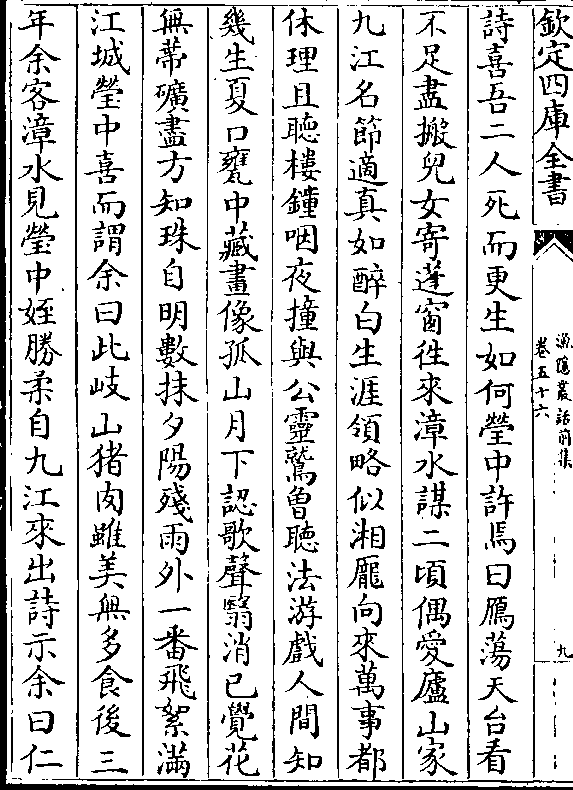 欽定四庫全書
漁隱叢話前集
卷五十六
九
詩喜吾二人死而更生如何瑩中許焉曰鴈蕩天台看
不足盡搬兒女寄蓬窗徃來漳水謀二頃偶愛廬山家
九江名節適真如醉白生涯領略似湘龎向來萬事都
休理且聽樓鐘咽夜撞與公靈鷲曾聽法游戲人間知
幾生夏口甕中藏畫像孤山月下認歌聲翳消已覺花
無蒂礦盡方知珠自明數抹夕陽殘雨外一番飛絮滿
江城瑩中喜而謂余曰此岐山猪肉雖美無多食後三
年余客漳水見瑩中姪勝柔自九江來出詩示余曰仁